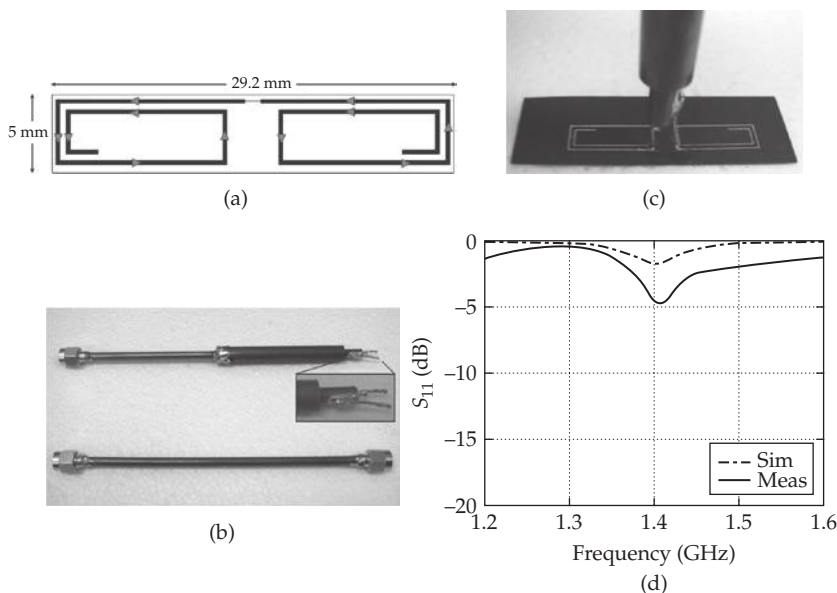 29.2 mm
5 mm
(a)
(c)
(b)
0
−5
−10
−15
−20
S11 (dB)
Sim
Meas
1.2
1.3
1.4
1.5
1.6
Frequency (GHz)
(d)